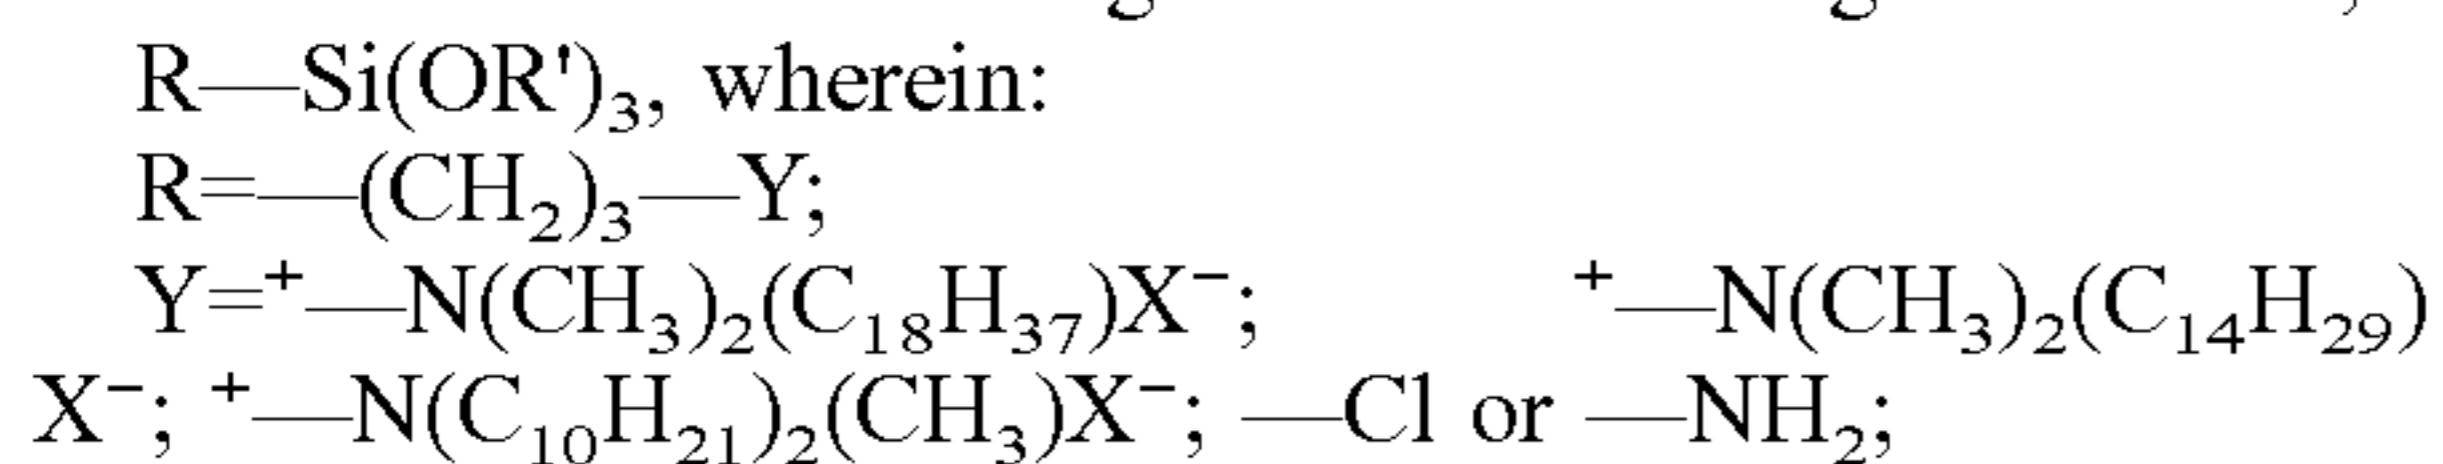 R—Si(OR')₃, wherein:
R=—(CH₂)₃—Y;
Y=⁺—N(CH₃)₂(C₁₈H₃₇)X⁻; ⁺—N(CH₃)₂(C₁₄H₂₉)
X⁻; ⁺—N(C₁₀H₂₁)₂(CH₃)X⁻; —Cl or —NH₂;